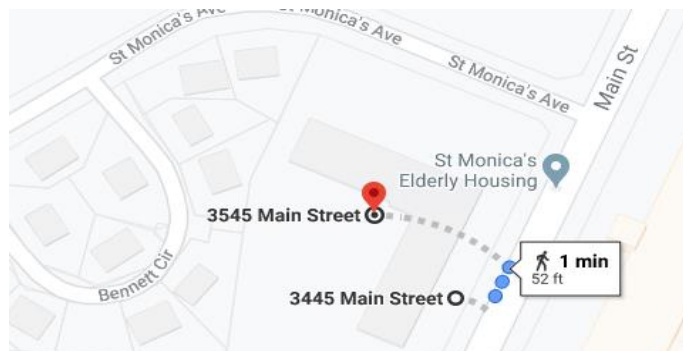 St Monica's Ave
St Monica's Ave
St Monica's Ave
Main St
St Monica's
Elderly Housing
3545 Main Street
1 min
52 ft
Bennett Cir
3445 Main Street